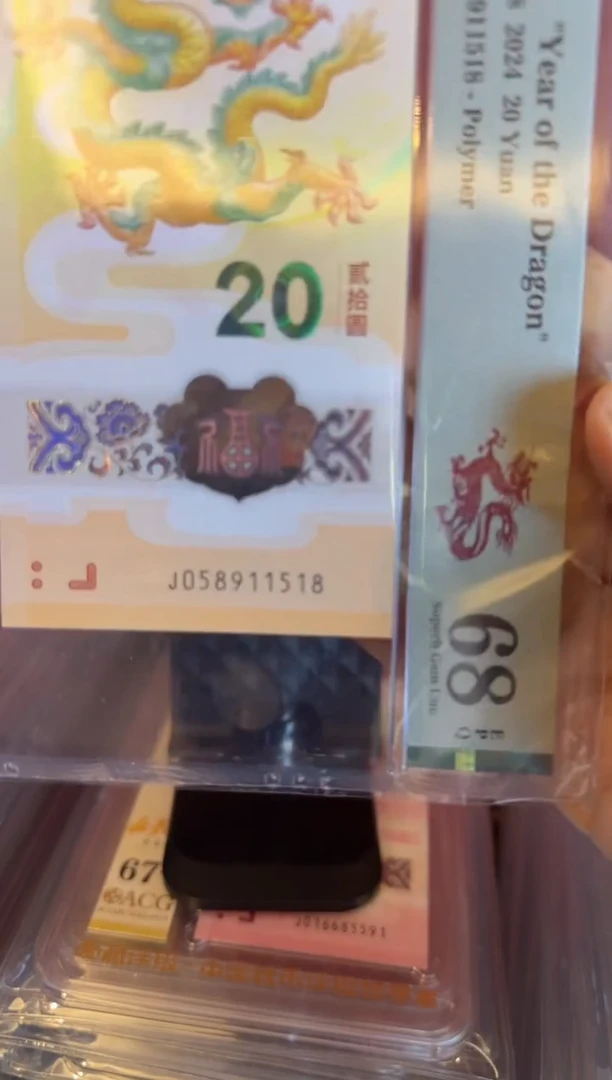 20
贰拾圆
福
J058911518
"Year of the Dragon"
2024 20 Yuan
911518 - Polymer
68
Superb Gem Unc
EPQ
67
ACG
J016685591